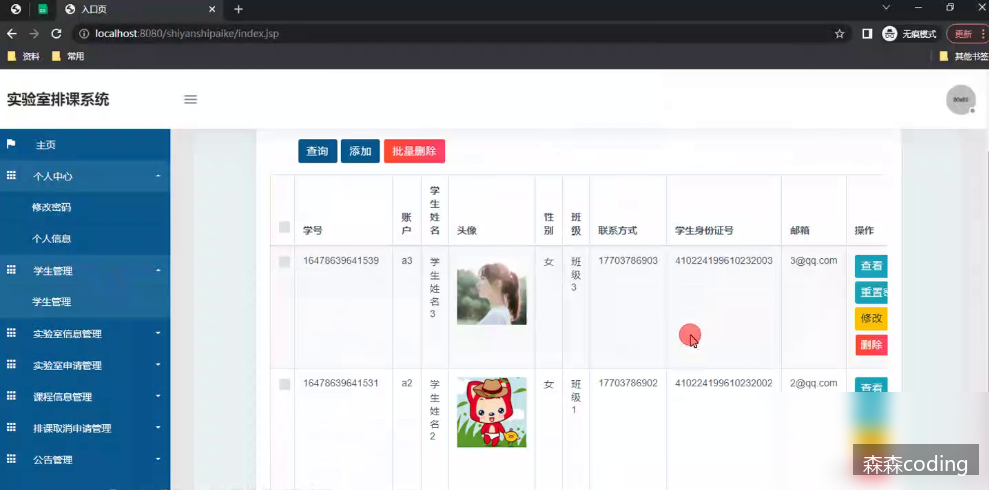 入口页
localhost:8080/shiyanshipaike/index.jsp
无痕模式
更新
资料
常用
其他书签
实验室排课系统
主页
个人中心
修改密码
个人信息
学生管理
学生管理
实验室信息管理
实验室申请管理
课程信息管理
排课取消申请管理
公告管理
查询 添加 批量删除
学号 账户 学生姓名 头像 性别 班级 联系方式 学生身份证号 邮箱 操作
16478639641539 a3 学生姓名3 女 班级3 17703786903 410224199610232003 3@qq.com
查看
重置
修改
删除
16478639641531 a2 学生姓名2 女 班级1 17703786902 410224199610232002 2@qq.com
查看
森森coding